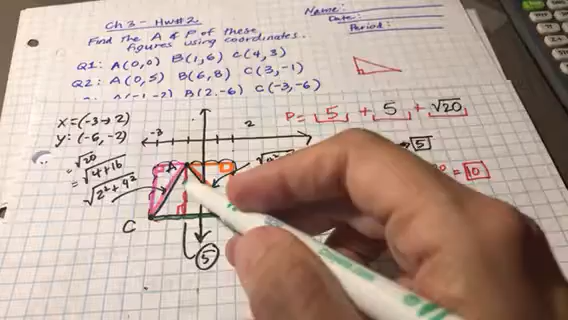 Ch 3 - HW#2.
Find the A & P of these
figures using coordinates.
Name:
Date:
Period:
Q1: A(0,0) B(1,6) C(4,3)
Q2: A(0,5) B(6,8) C(3,-1)
A(-1,-2) B(2,-6) C(-3,-6)
x=(-3→2)
y:(-6,-2)
-3
2
P= 5 + 5 + √20
√20
= √4+16
√2²+4²
5
= 10
C
5